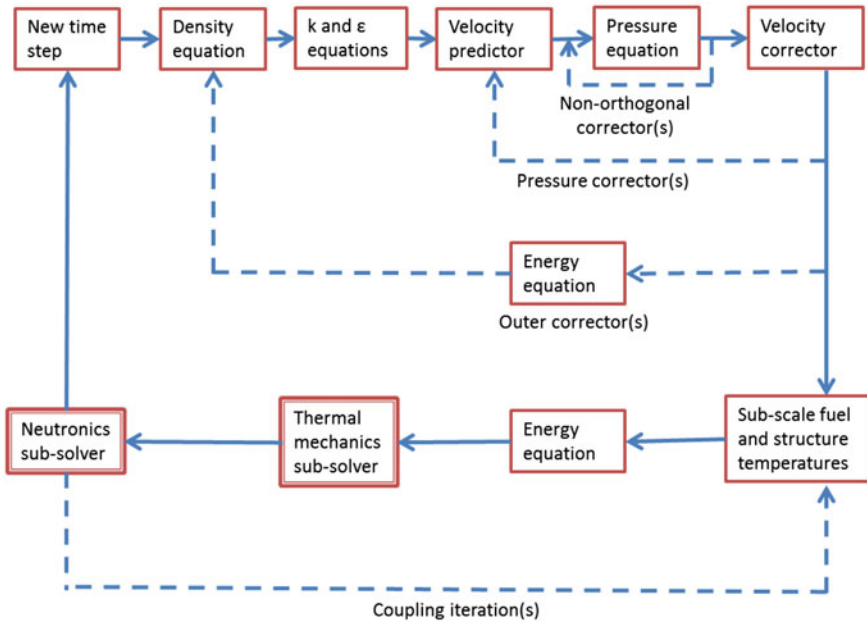 New time
step
Density
equation
k and ε
equations
Velocity
predictor
Pressure
equation
Velocity
corrector
Non-orthogonal
corrector(s)
Pressure corrector(s)
Energy
equation
Outer corrector(s)
Neutronics
sub-solver
Thermal
mechanics
sub-solver
Energy
equation
Sub-scale fuel
and structure
temperatures
Coupling iteration(s)